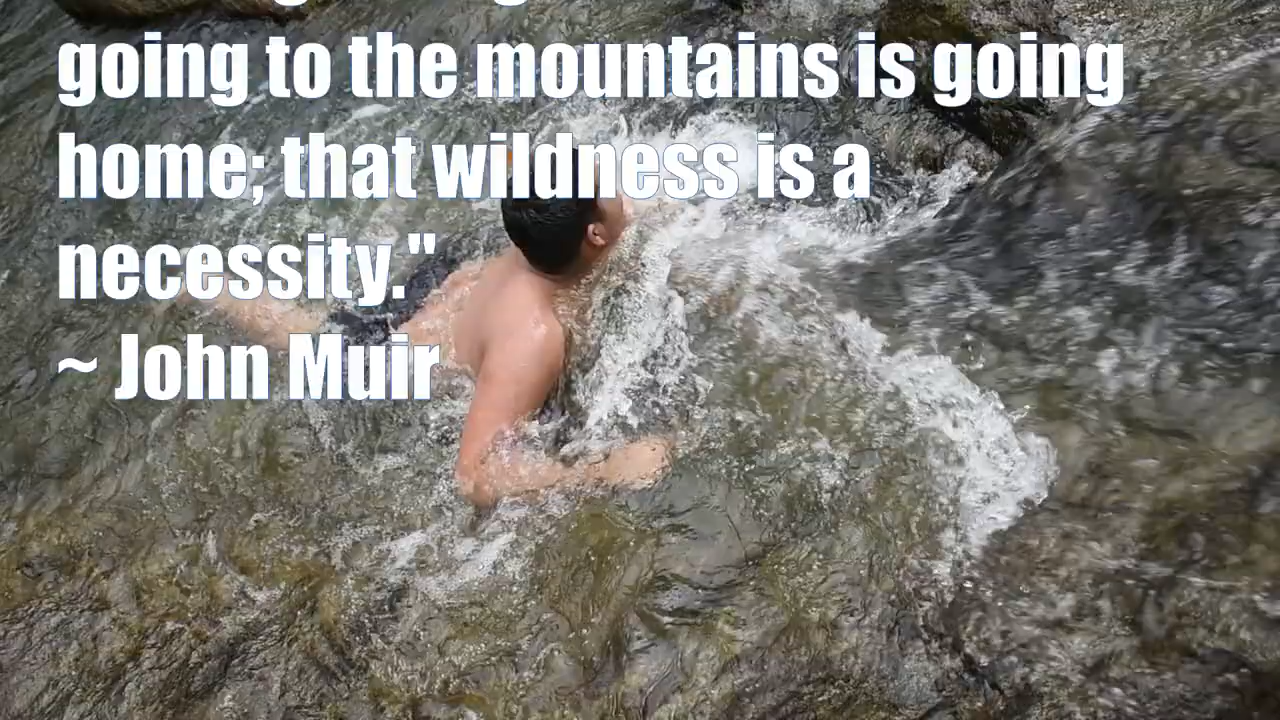 going to the mountains is going
home; that wildness is a
necessity."
~ John Muir